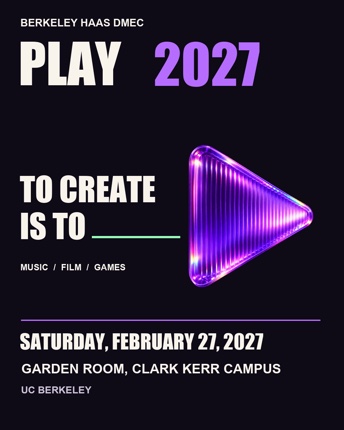 BERKELEY HAAS DMEC
PLAY 2027
TO CREATE
IS TO ______
MUSIC / FILM / GAMES
SATURDAY, FEBRUARY 27, 2027
GARDEN ROOM, CLARK KERR CAMPUS
UC BERKELEY